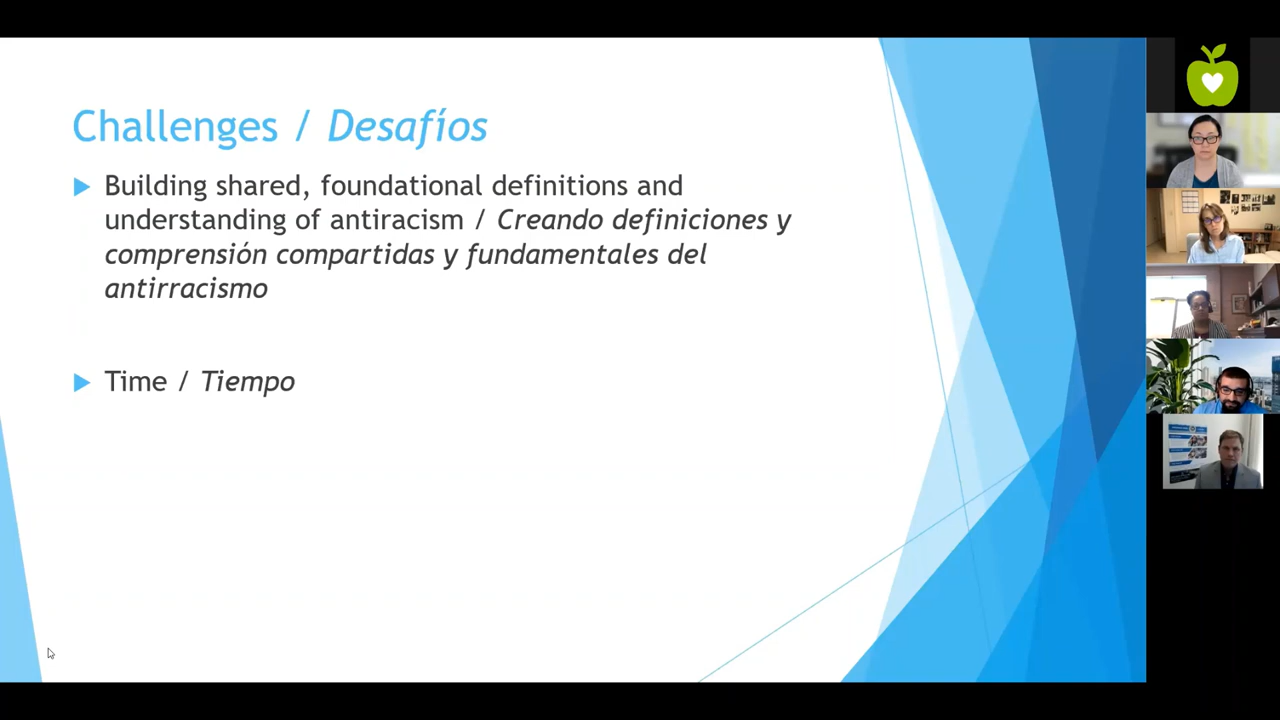 Challenges / Desafíos
Building shared, foundational definitions and
understanding of antiracism / Creando definiciones y
comprensión compartidas y fundamentales del
antirracismo
Time / Tiempo